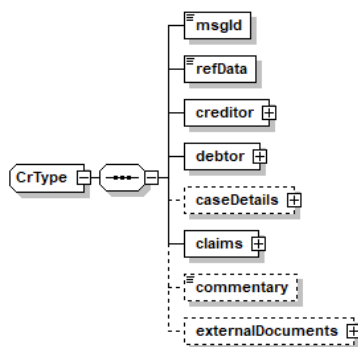 msgId
refData
creditor
debtor
CrType
caseDetails
claims
commentary
externalDocuments